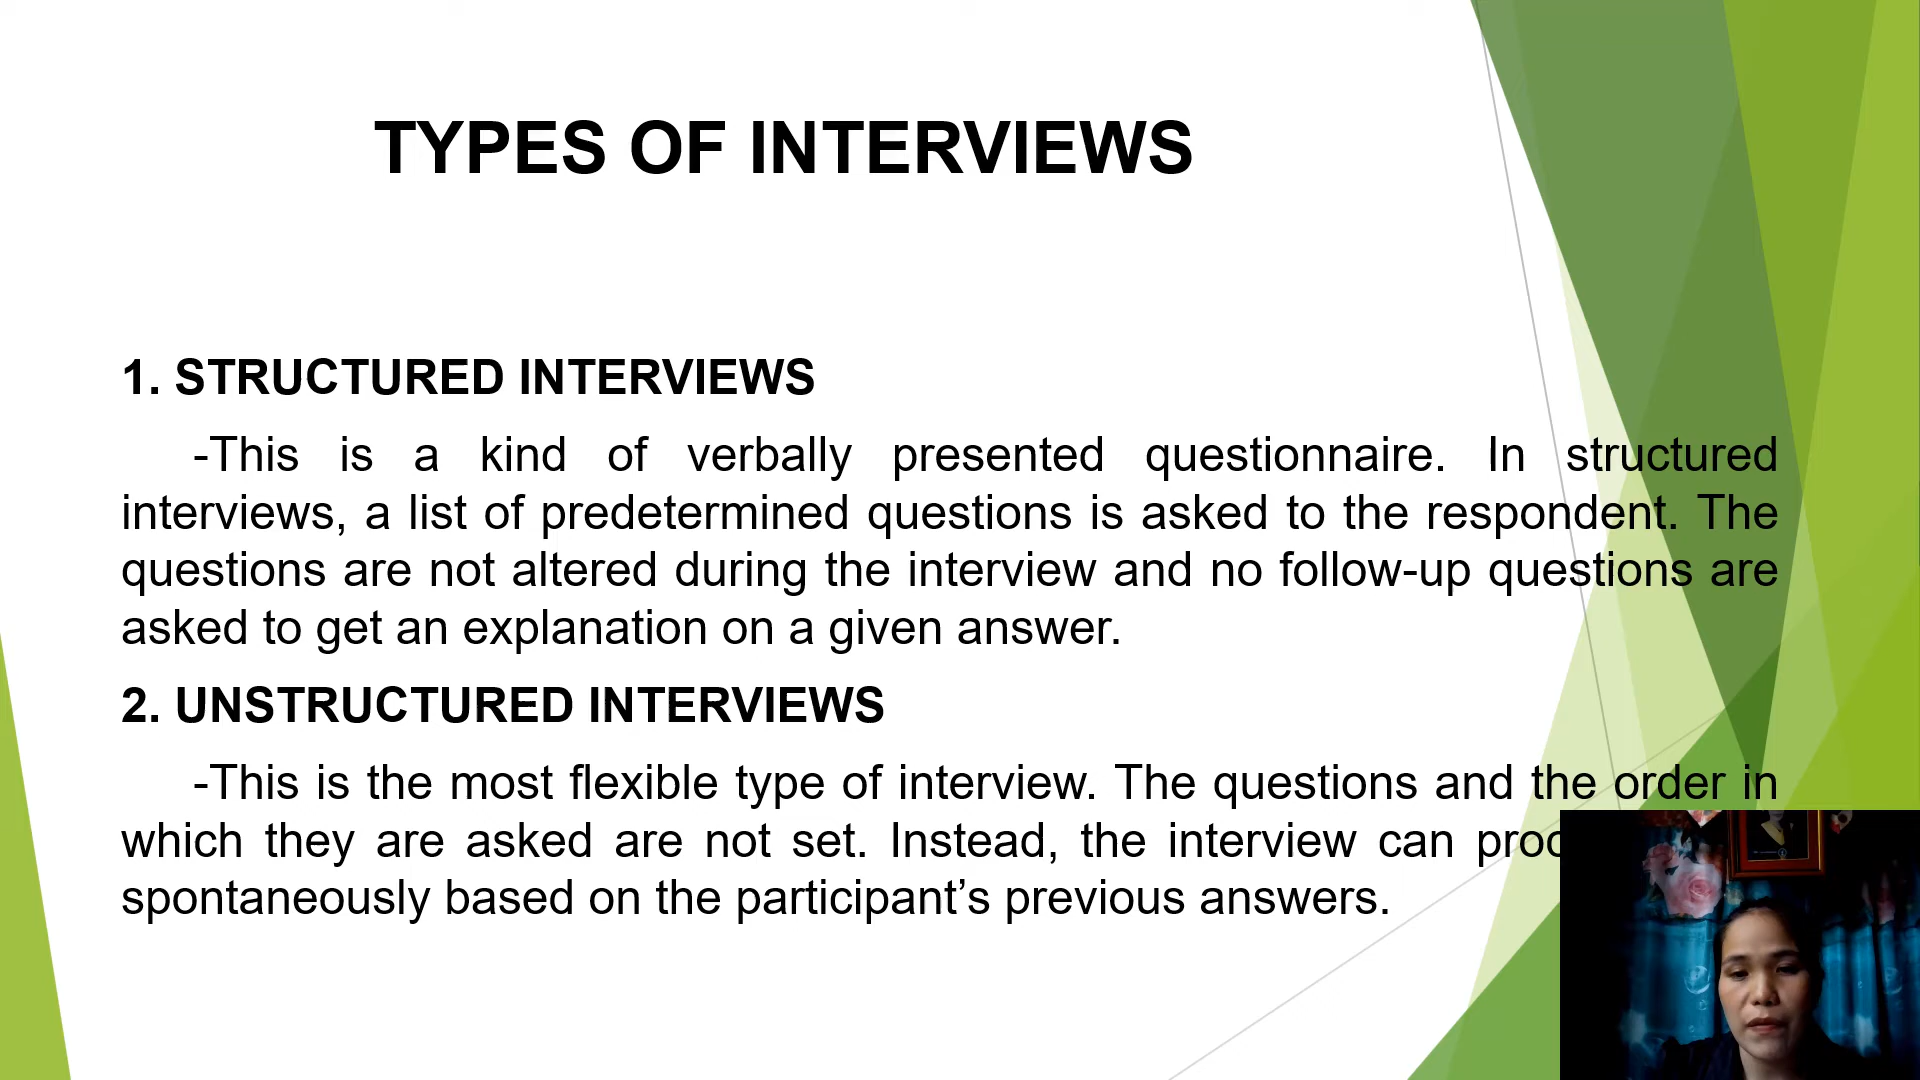 TYPES OF INTERVIEWS
1. STRUCTURED INTERVIEWS
-This is a kind of verbally presented questionnaire. In structured
interviews, a list of predetermined questions is asked to the respondent. The
questions are not altered during the interview and no follow-up questions are
asked to get an explanation on a given answer.
2. UNSTRUCTURED INTERVIEWS
-This is the most flexible type of interview. The questions and the order in
which they are asked are not set. Instead, the interview can
spontaneously based on the participant’s previous answers.